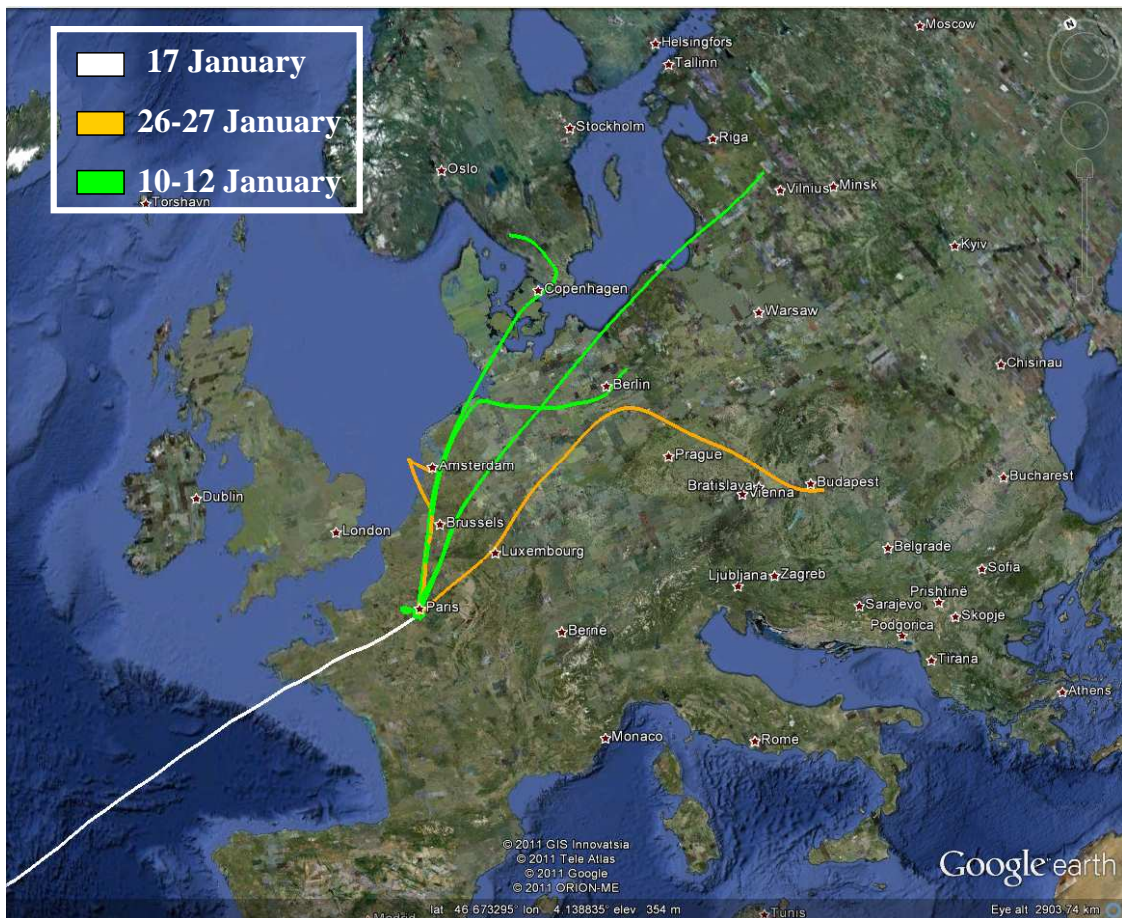 17 January
26-27 January
10-12 January
Moscow
Helsingfors
Tallinn
Stockholm
Riga
Oslo
Vilnius
Minsk
Torshavn
Kyiv
Copenhagen
Warsaw
Chisinau
Berlin
Prague
Amsterdam
Bucharest
Budapest
Bratislava
Vienna
Dublin
Brussels
London
Luxembourg
Belgrade
Sofia
Ljubljana
Zagreb
Prishtinë
Paris
Sarajevo
Skopje
Berne
Podgorica
Tirana
Athens
Monaco
Rome
© 2011 GIS Innovatsia
© 2011 Tele Atlas
© 2011 Google
© 2011 ORION-ME
Google earth
Madrid
lat 46.673295° lon 4.138835° elev 354 m
Tunis
Eye alt 2903.74 km